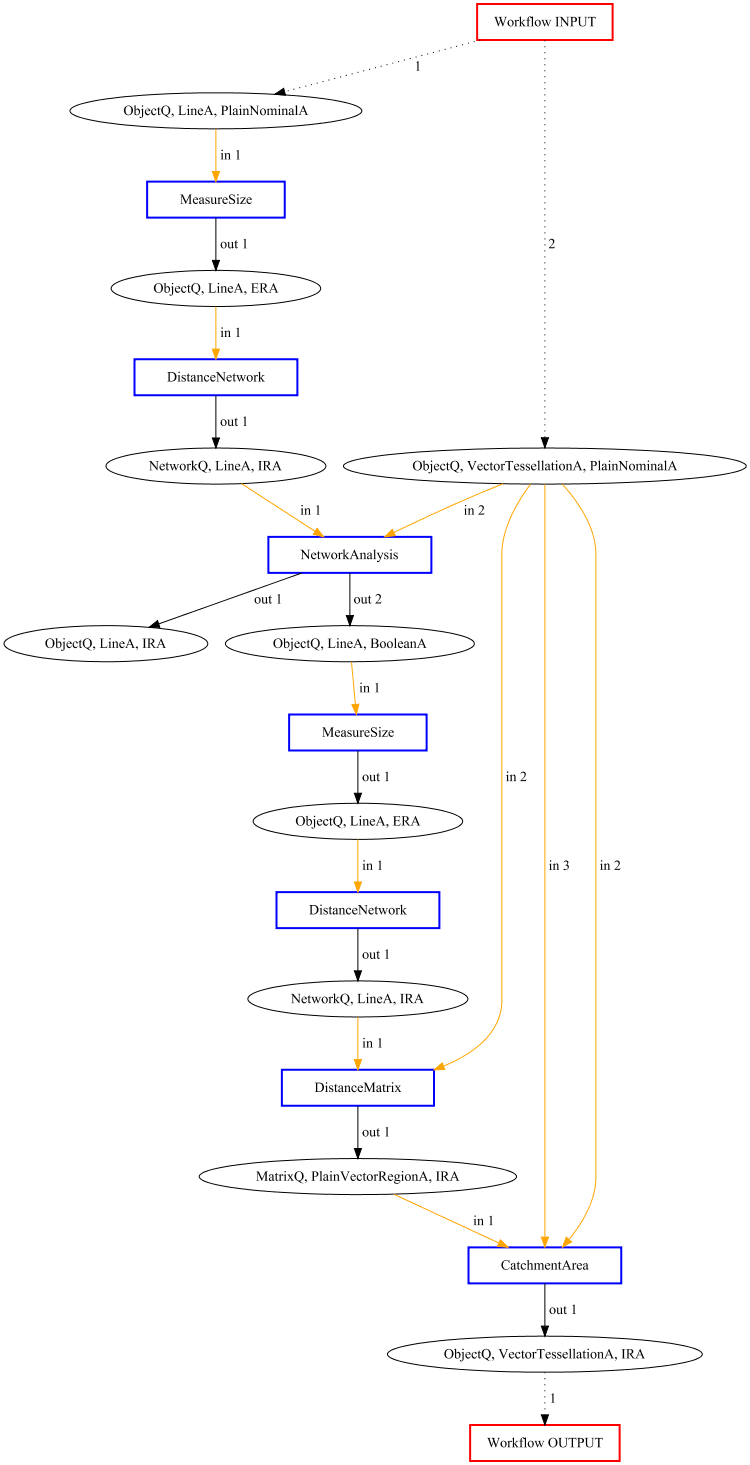 Workflow INPUT
1
ObjectQ, LineA, PlainNominalA
in 1
MeasureSize
2
out 1
ObjectQ, LineA, ERA
in 1
DistanceNetwork
out 1
NetworkQ, LineA, IRA
ObjectQ, VectorTessellationA, PlainNominalA
in 1
in 2
NetworkAnalysis
out 1
out 2
ObjectQ, LineA, IRA
ObjectQ, LineA, BooleanA
in 1
MeasureSize
out 1
in 2
ObjectQ, LineA, ERA
in 1
in 3
in 2
DistanceNetwork
out 1
NetworkQ, LineA, IRA
in 1
DistanceMatrix
out 1
MatrixQ, PlainVectorRegionA, IRA
in 1
CatchmentArea
out 1
ObjectQ, VectorTessellationA, IRA
1
Workflow OUTPUT